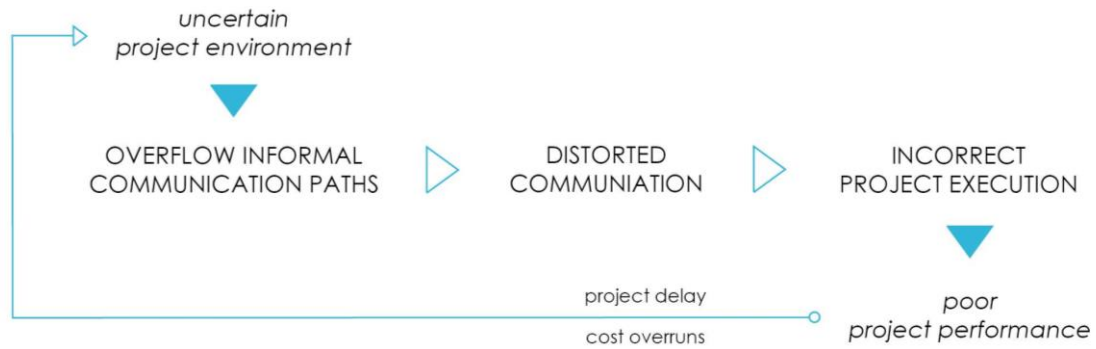 uncertain
project environment
OVERFLOW INFORMAL
COMMUNICATION PATHS
DISTORTED
COMMUNIATION
INCORRECT
PROJECT EXECUTION
poor
project performance
project delay
cost overruns